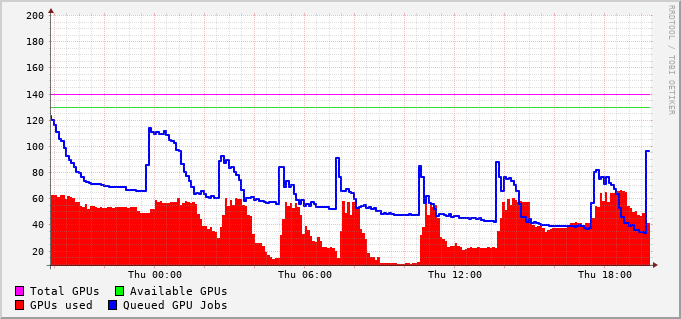 200
180
160
140
120
100
80
60
40
20
Thu 00:00 Thu 06:00 Thu 12:00 Thu 18:00
Total GPUs Available GPUs
GPUs used Queued GPU Jobs
RRDTOOL / TOBI OETIKER